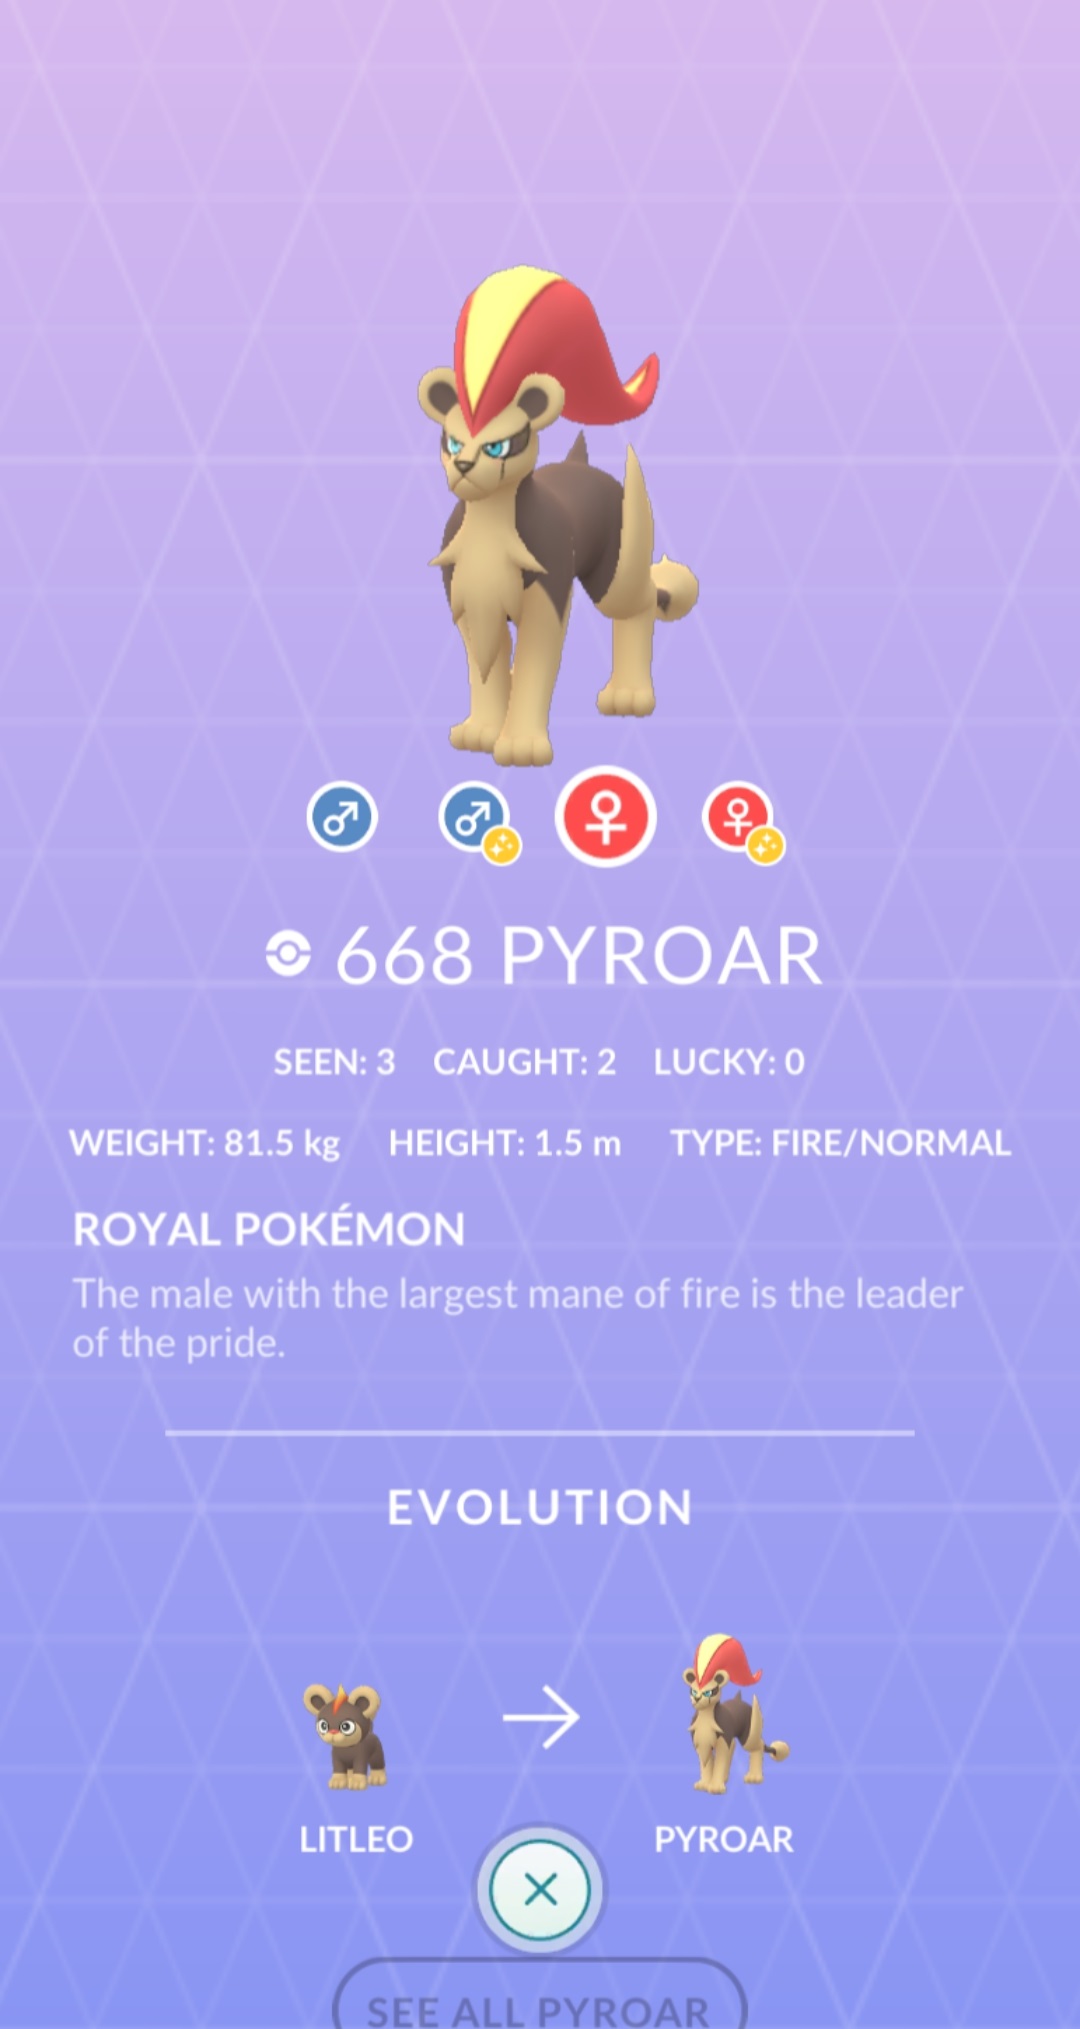 668 PYROAR
SEEN: 3 CAUGHT: 2 LUCKY: 0
WEIGHT: 81.5 kg HEIGHT: 1.5 m TYPE: FIRE/NORMAL
ROYAL POKÉMON
The male with the largest mane of fire is the leader
of the pride.
EVOLUTION
LITLEO PYROAR
SEE ALL PYROAR